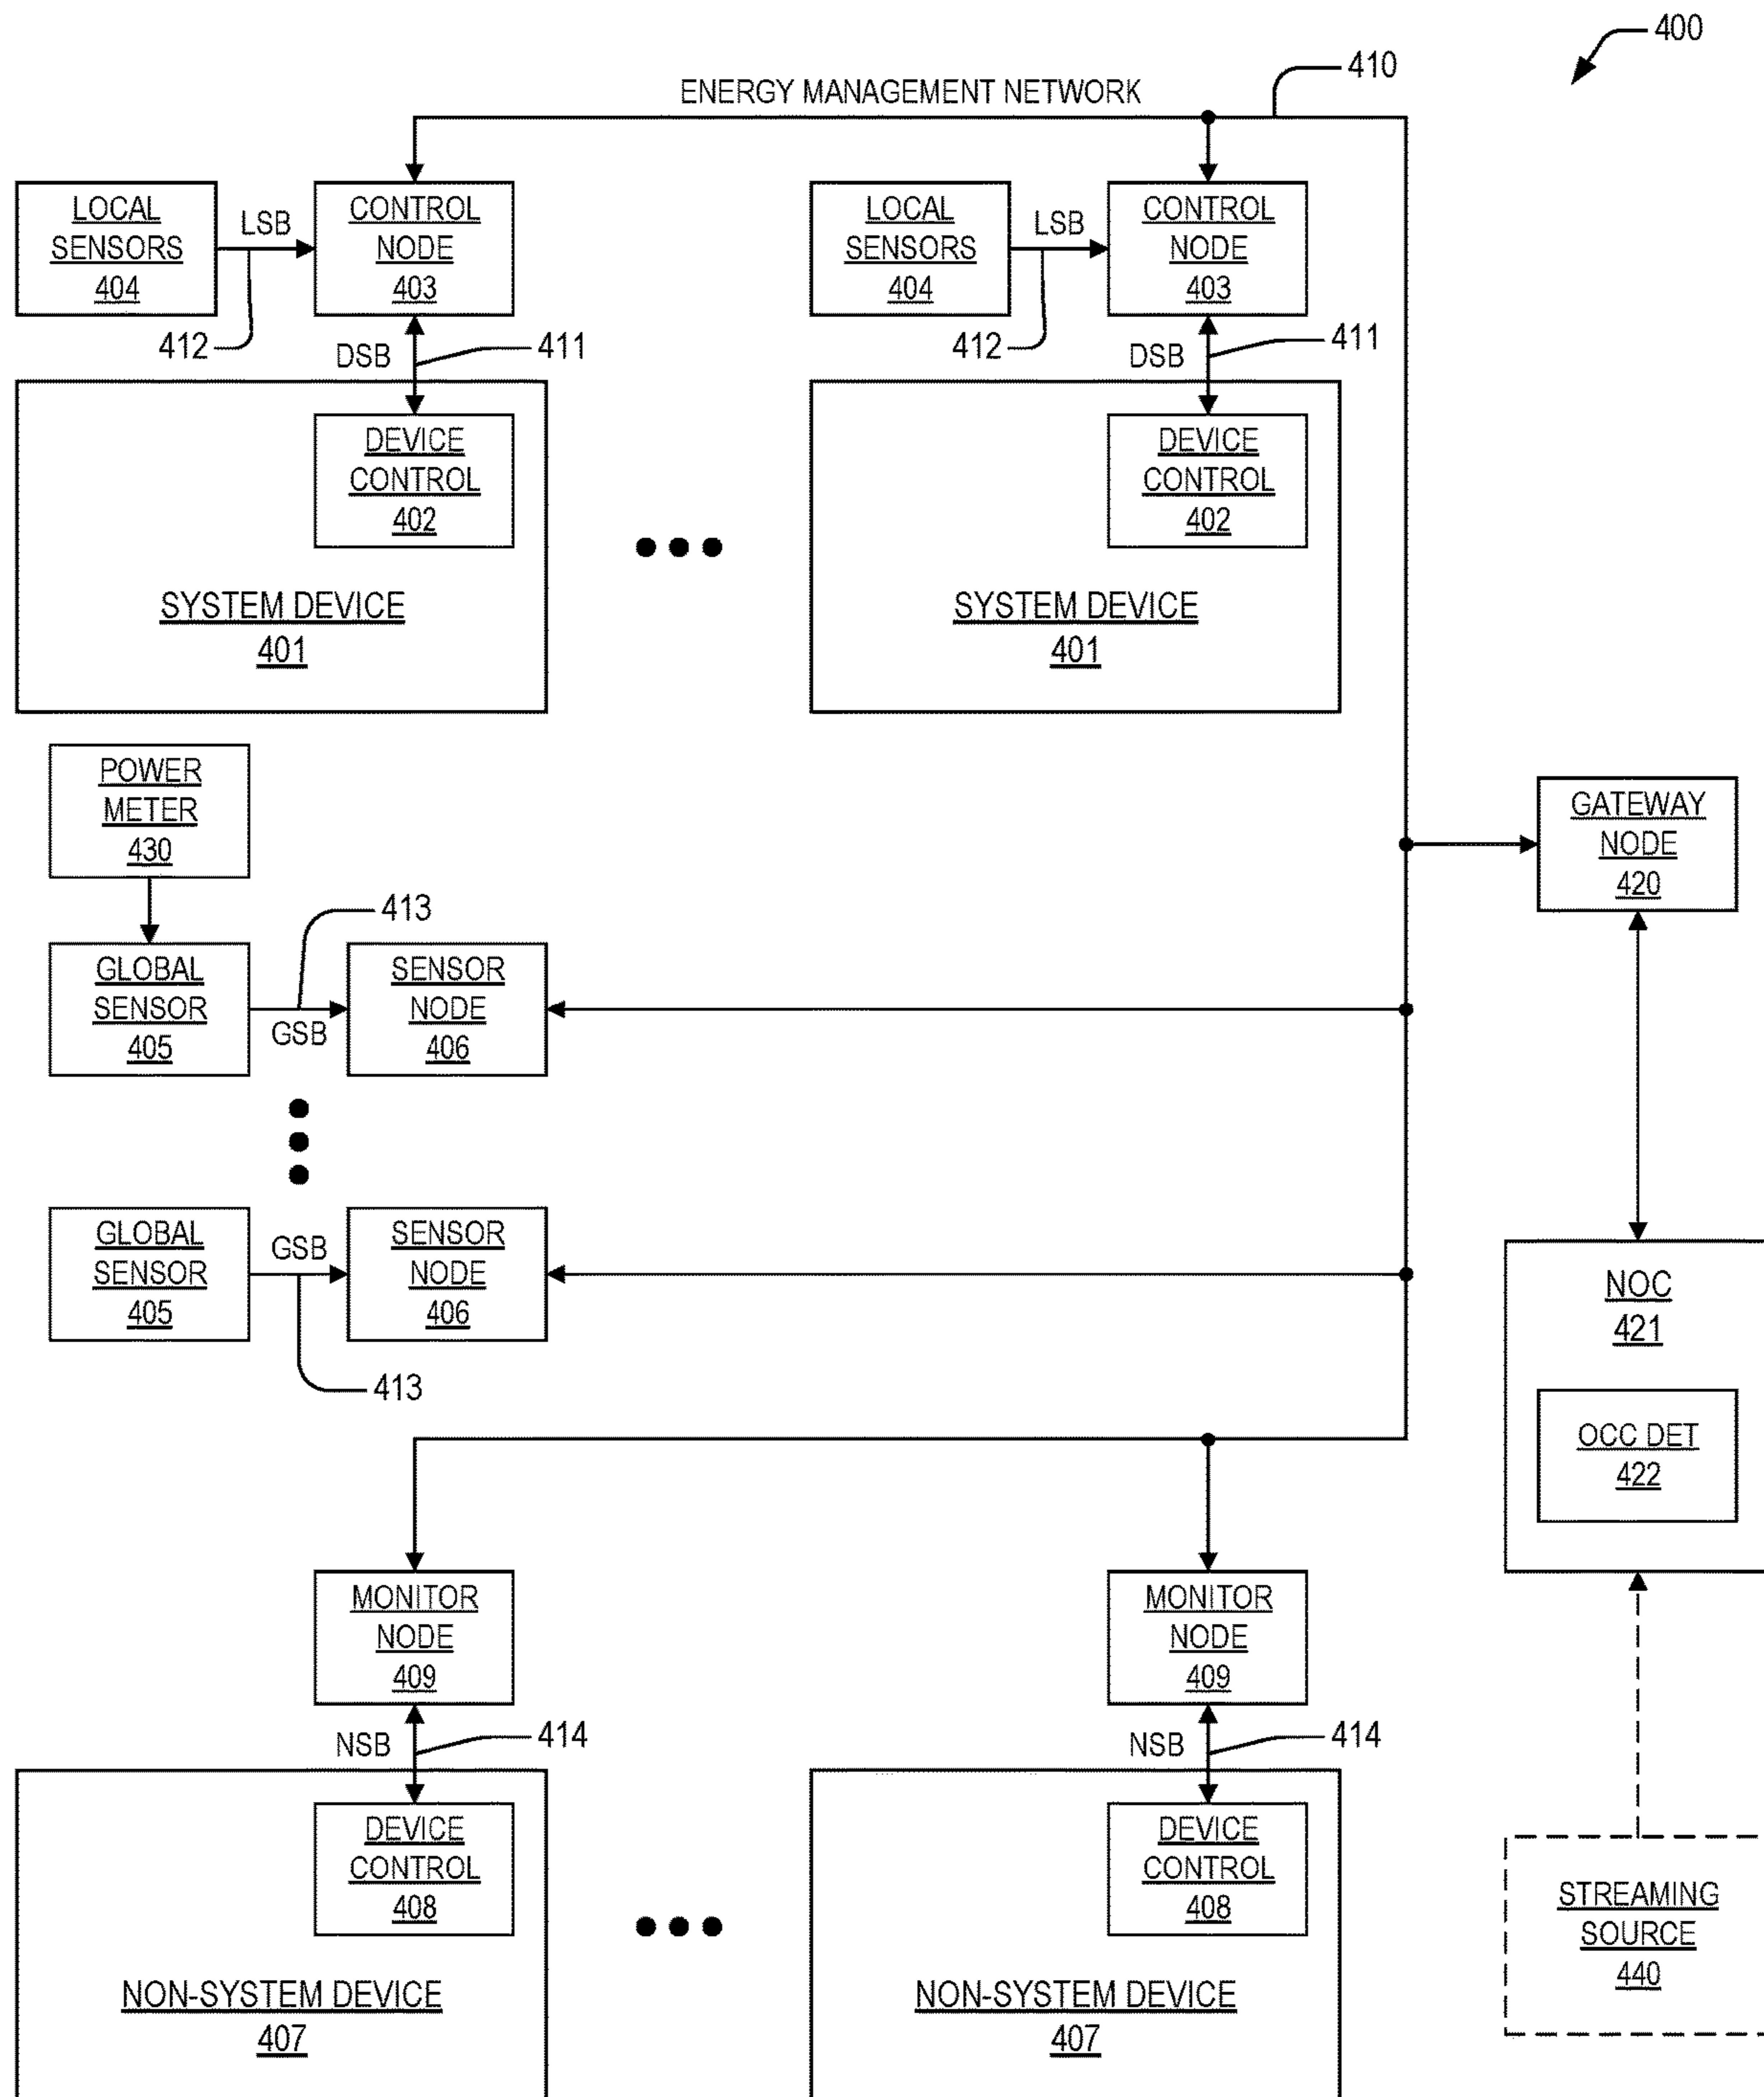 400
410
ENERGY MANAGEMENT NETWORK
LOCAL
SENSORS
404
LSB
412
CONTROL
NODE
403
LOCAL
SENSORS
404
LSB
412
CONTROL
NODE
403
DSB
411
DSB
411
DEVICE
CONTROL
402
SYSTEM DEVICE
401
DEVICE
CONTROL
402
SYSTEM DEVICE
401
POWER
METER
430
GATEWAY
NODE
420
413
GLOBAL
SENSOR
405
GSB
SENSOR
NODE
406
GLOBAL
SENSOR
405
GSB
SENSOR
NODE
406
413
NOC
421
OCC DET
422
MONITOR
NODE
409
MONITOR
NODE
409
NSB
414
NSB
414
DEVICE
CONTROL
408
NON-SYSTEM DEVICE
407
DEVICE
CONTROL
408
NON-SYSTEM DEVICE
407
STREAMING
SOURCE
440